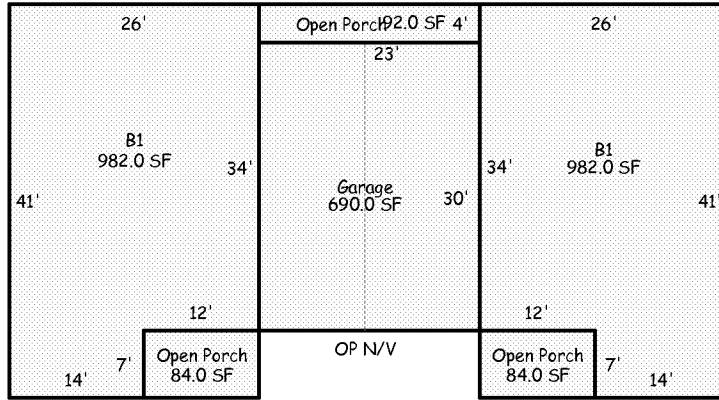 26'
Open Porch 92.0 SF 4'
26'
23'
B1
982.0 SF
34'
41'
Garage
690.0 SF
30'
34'
B1
982.0 SF
41'
12'
12'
7'
Open Porch
84.0 SF
14'
OP N/V
Open Porch
84.0 SF
7'
14'